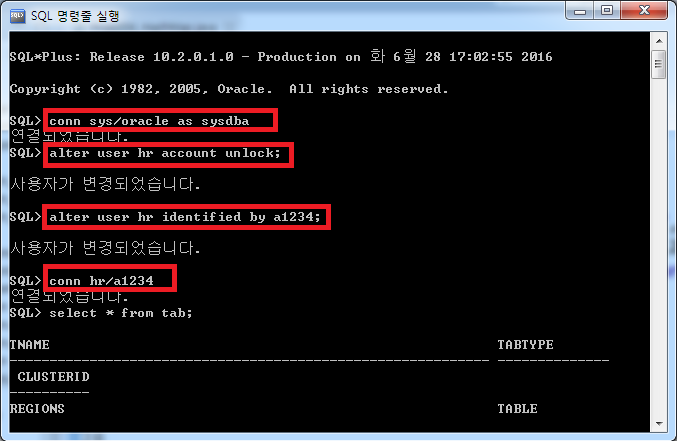 SQL 명령줄 실행
SQL*Plus: Release 10.2.0.1.0 - Production on 화 6월 28 17:02:55 2016
Copyright (c) 1982, 2005, Oracle.  All rights reserved.
SQL> conn sys/oracle as sysdba
연결되었습니다.
SQL> alter user hr account unlock;
사용자가 변경되었습니다.
SQL> alter user hr identified by a1234;
사용자가 변경되었습니다.
SQL> conn hr/a1234
연결되었습니다.
SQL> select * from tab;
TNAME TABTYPE
------------------------------------------------------------ --------------
CLUSTERID
----------
REGIONS TABLE